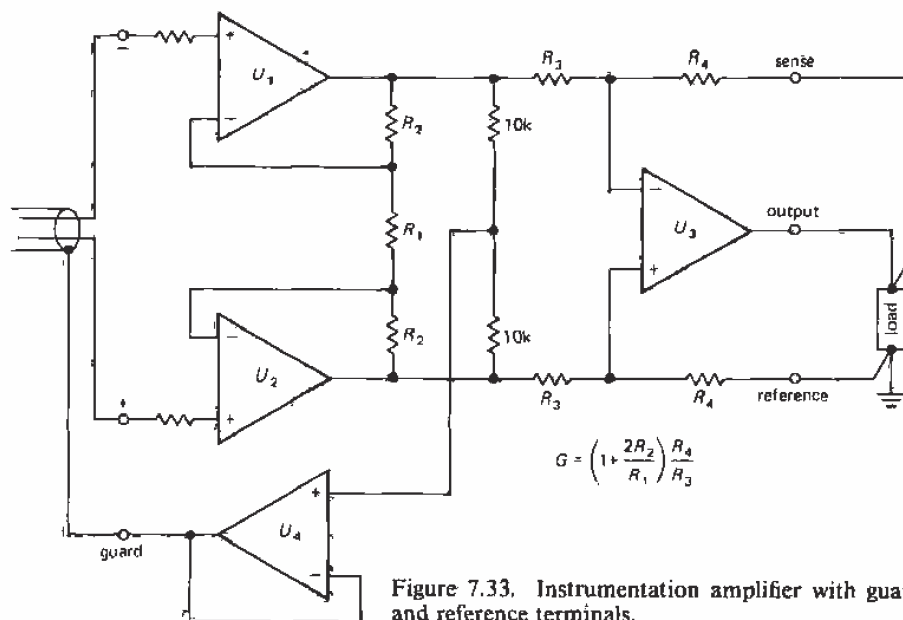 −
+
U₁
−
R₂
10k
R₃
R₄
sense
R₁
−
U₃
+
output
load
−
U₂
+
+
R₂
10k
R₃
R₄
reference
G = (1 + 2R₂/R₁) R₄/R₃
+
U₄
−
guard
Figure 7.33. Instrumentation amplifier with
and reference terminals.